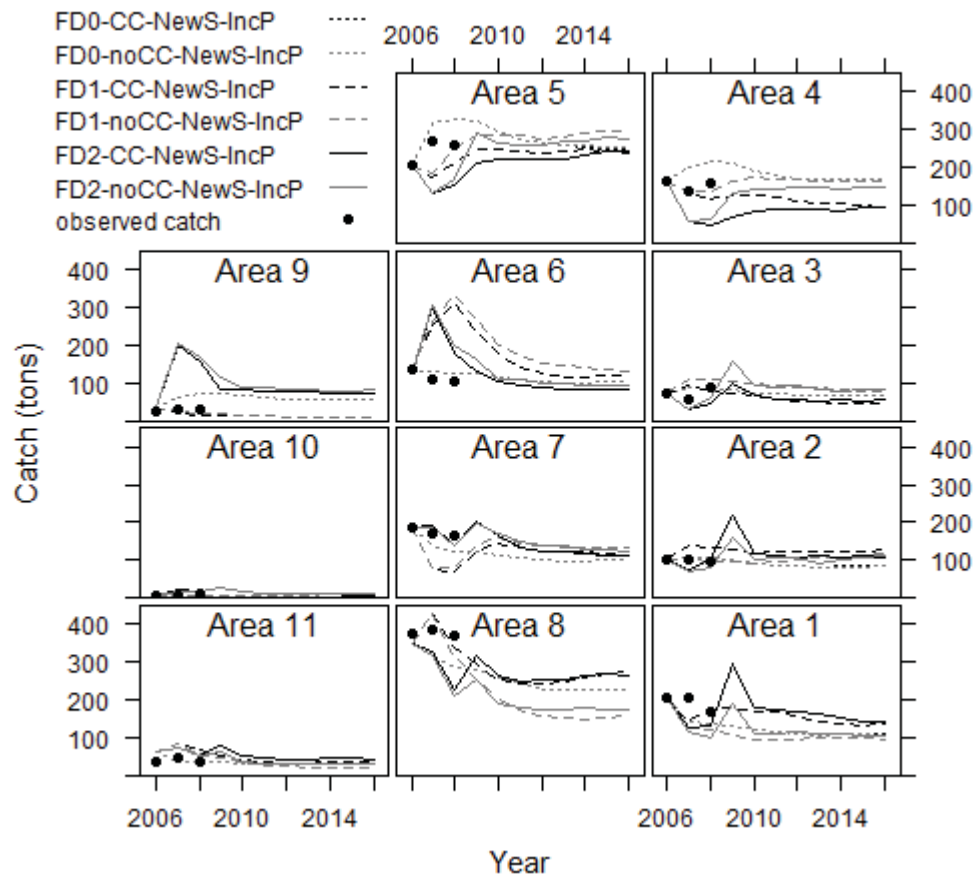 FD0-CC-NewS-IncP
FD0-noCC-NewS-IncP
FD1-CC-NewS-IncP
FD1-noCC-NewS-IncP
FD2-CC-NewS-IncP
FD2-noCC-NewS-IncP
observed catch
2006 2010 2014
Area 5
Area 4
400
300
200
100
Area 9
Area 6
Area 3
400
300
200
100
Area 10
Area 7
Area 2
400
300
200
100
Area 11
Area 8
Area 1
400
300
200
100
2006 2010 2014
2006 2010 2014
Catch (tons)
Year